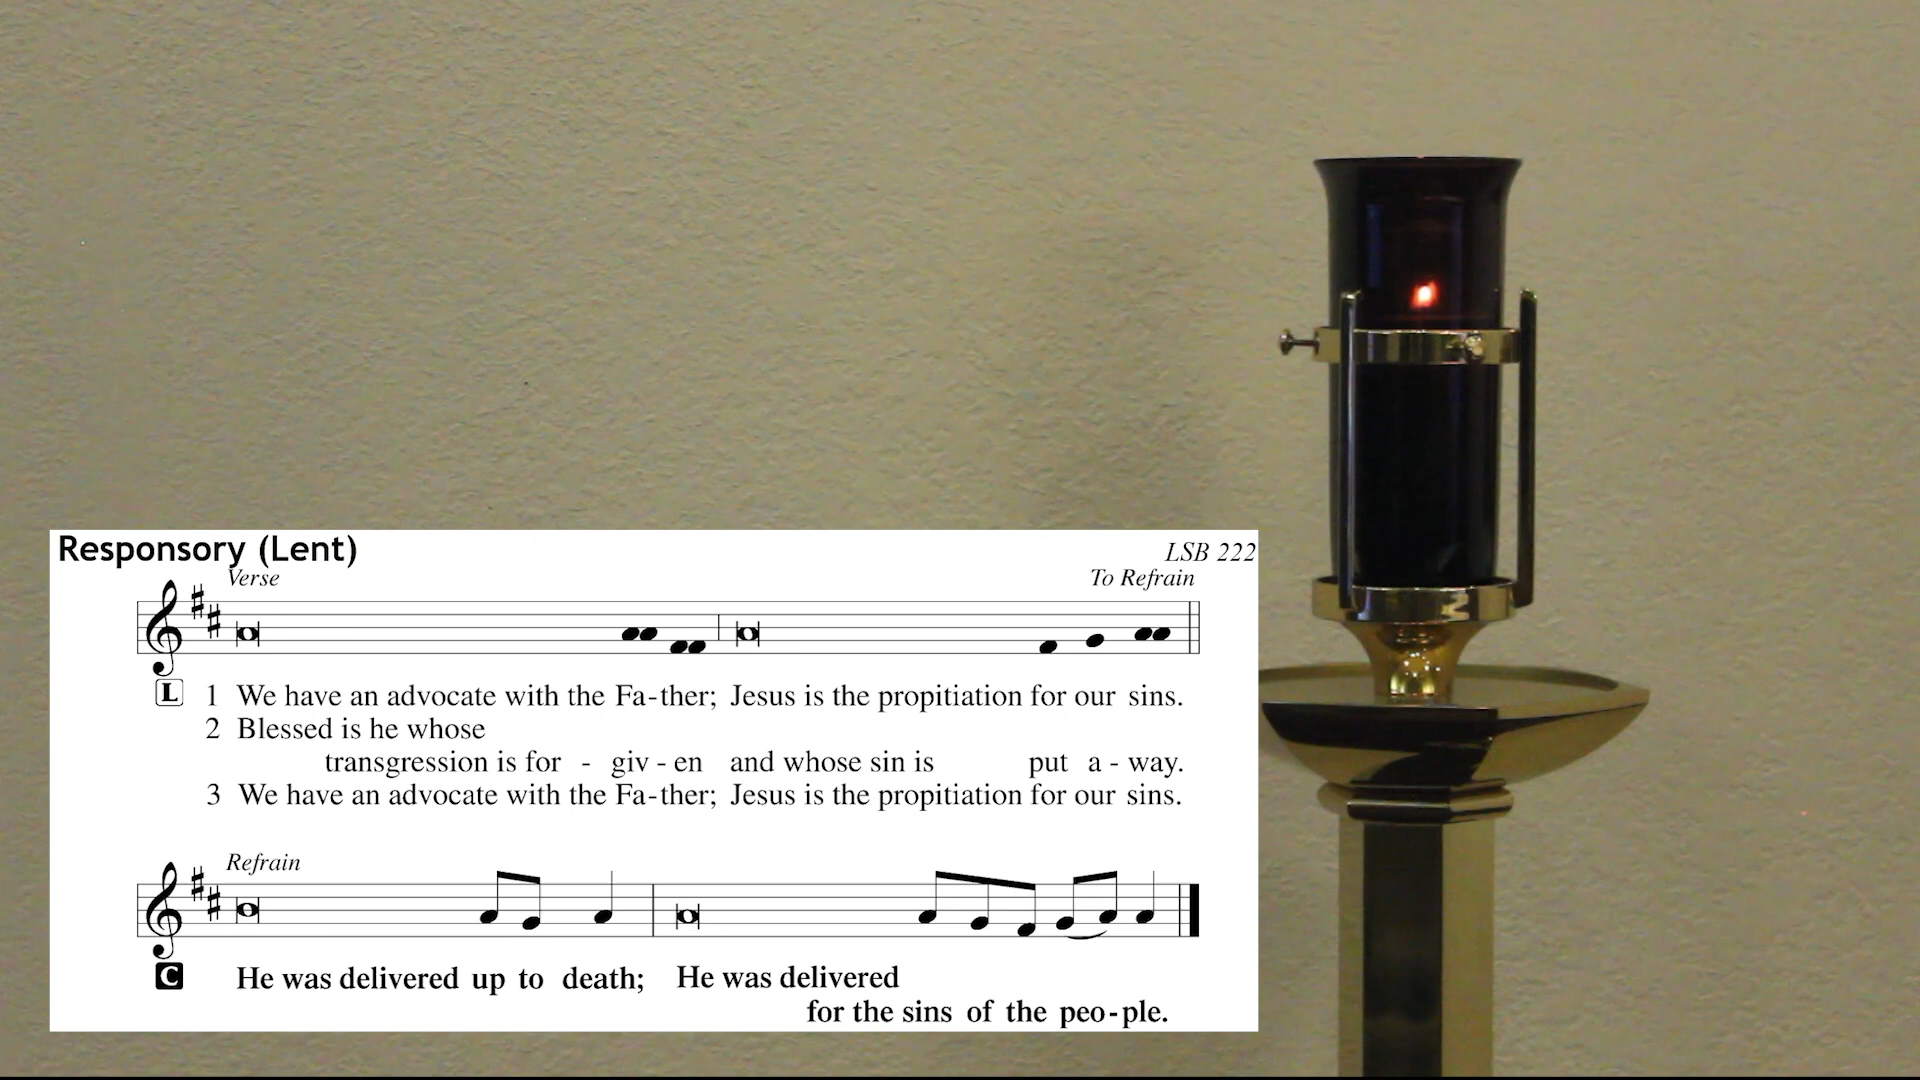 Responsory (Lent)
LSB 222
Verse
To Refrain
L 1 We have an advocate with the Fa-ther; Jesus is the propitiation for our sins.
2 Blessed is he whose
transgression is for - giv - en and whose sin is put a - way.
3 We have an advocate with the Fa-ther; Jesus is the propitiation for our sins.
Refrain
C He was delivered up to death; He was delivered
for the sins of the peo-ple.